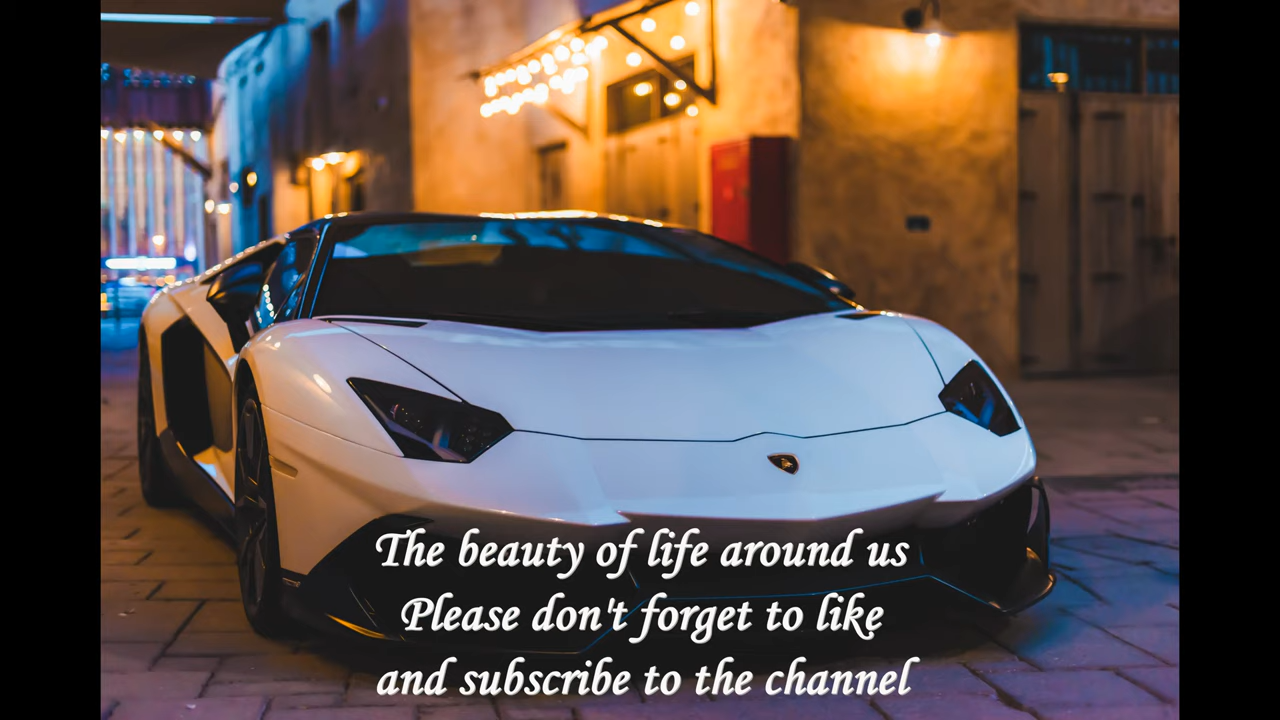 The beauty of life around us
Please don't forget to like
and subscribe to the channel